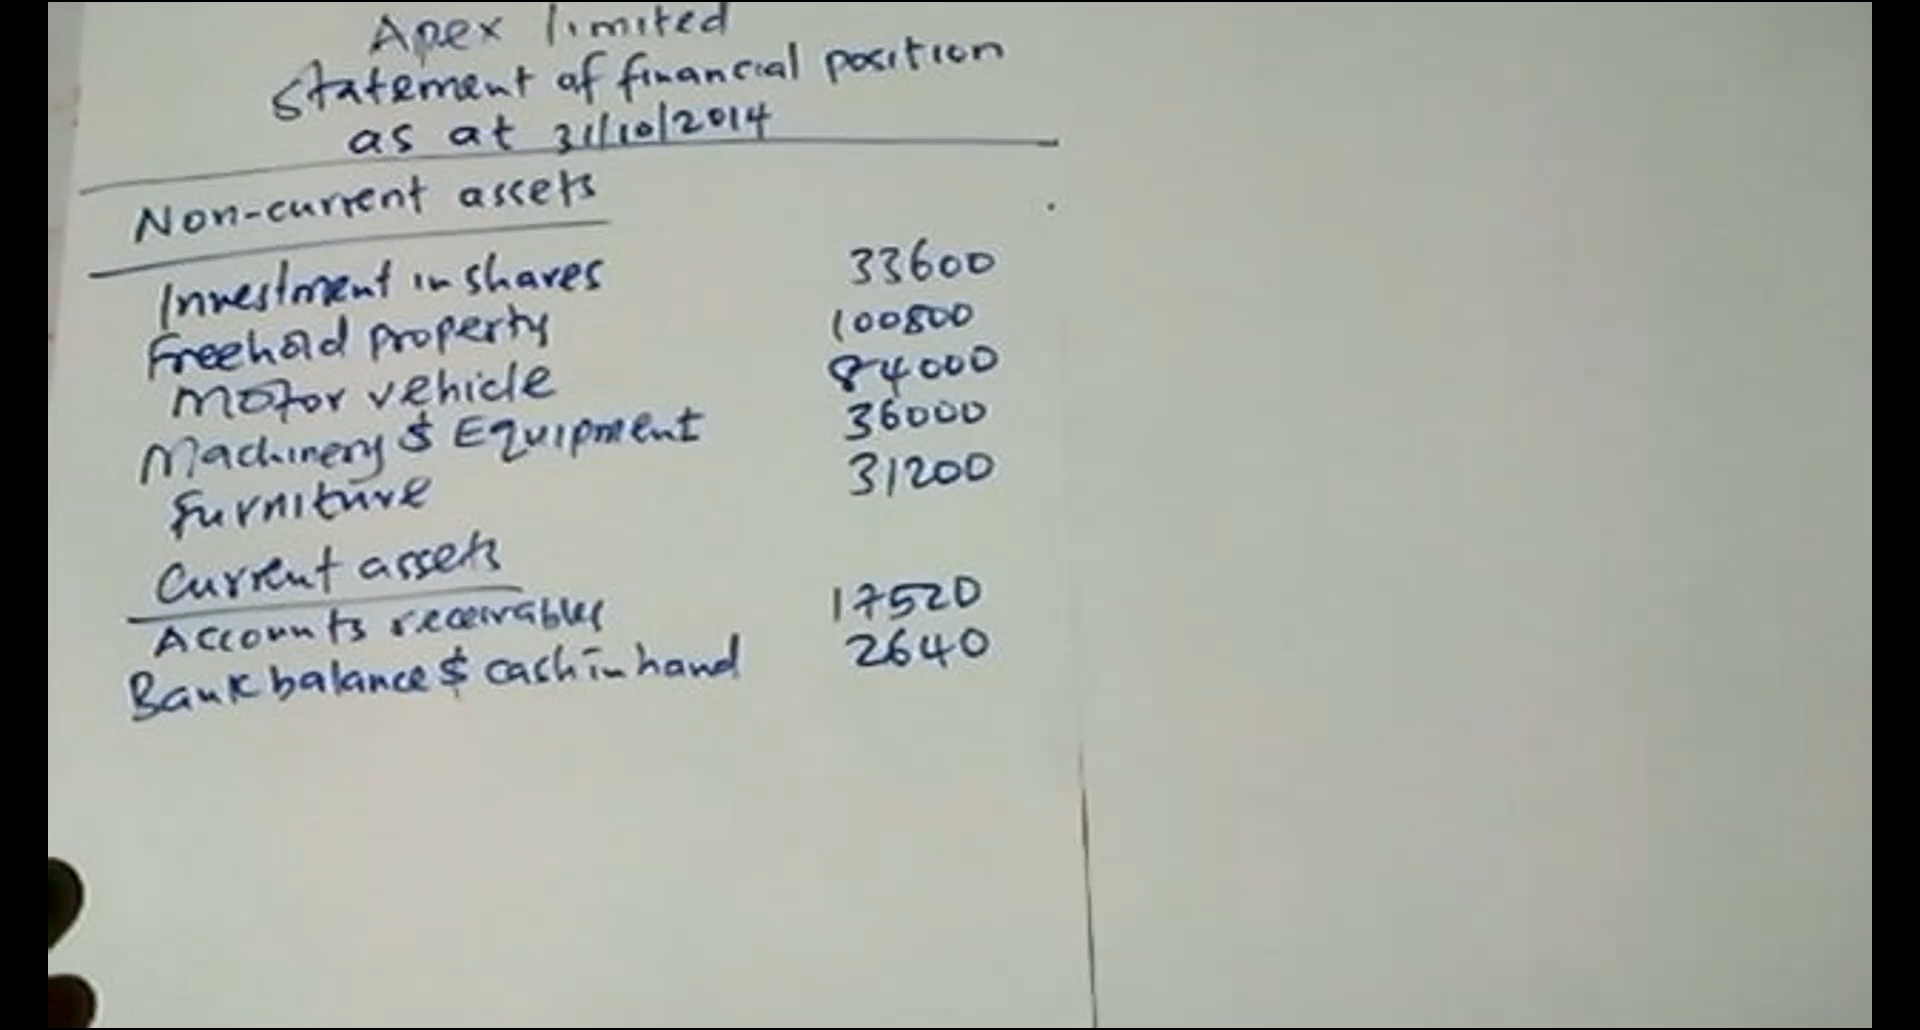 Apex limited
Statement of financial position
as at 31/10/2014
Non-current assets
Investment in shares 33600
Freehold property 100800
Motor vehicle 84000
Machinery & Equipment 36000
Furniture 31200
Current assets
Accounts receivables 17520
Bank balance & cash in hand 2640